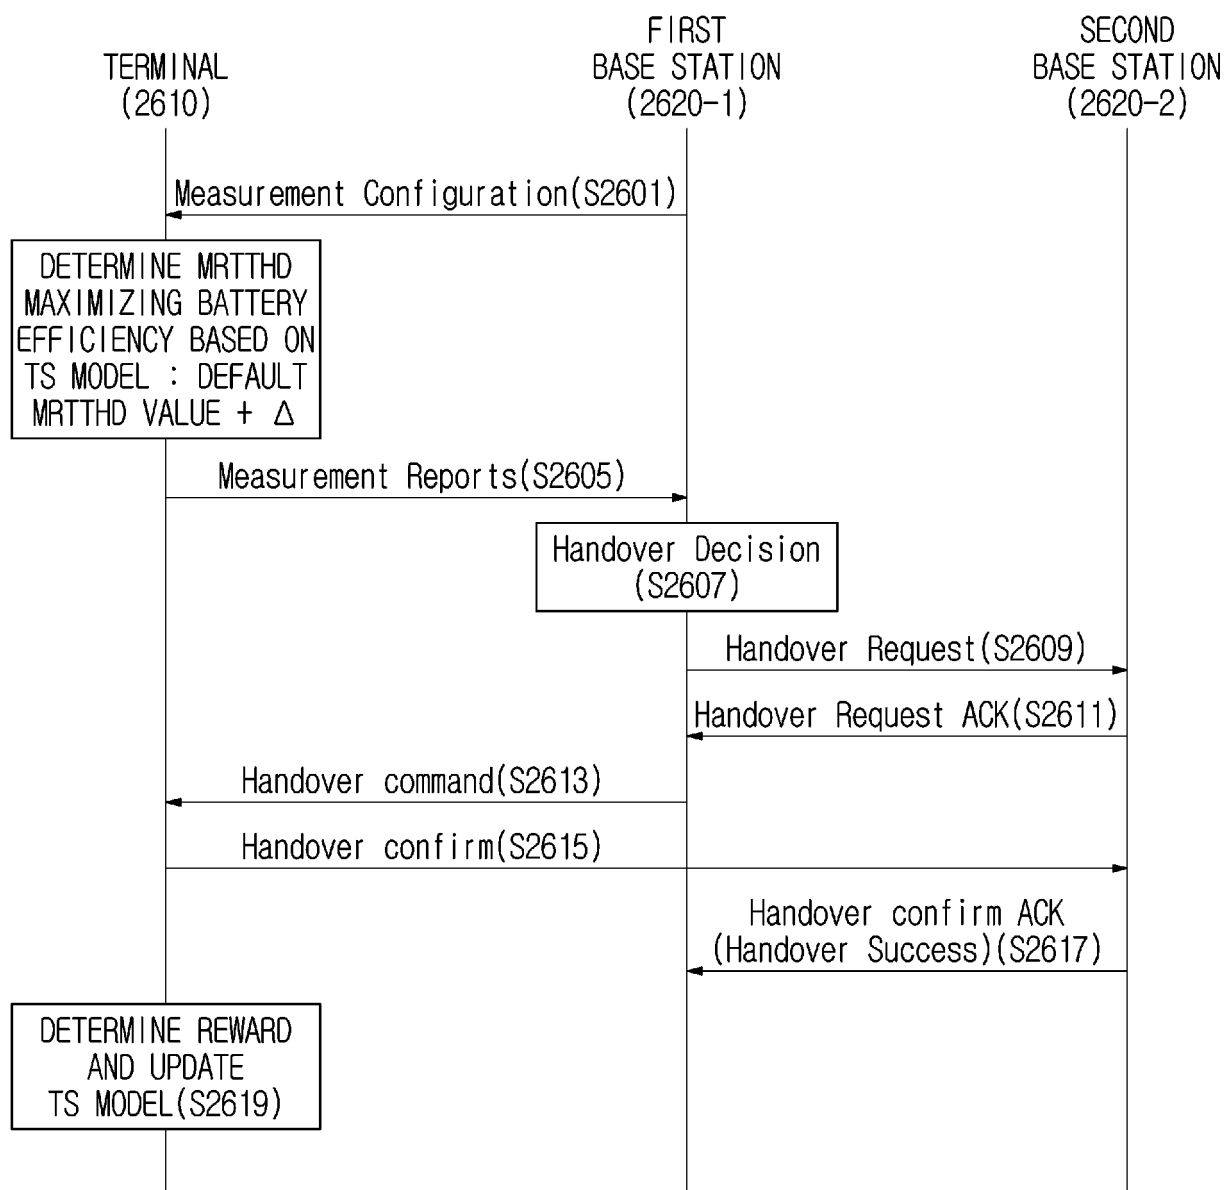 TERMINAL
(2610)
FIRST
BASE STATION
(2620-1)
SECOND
BASE STATION
(2620-2)
Measurement Configuration(S2601)
DETERMINE MRTTHD
MAXIMIZING BATTERY
EFFICIENCY BASED ON
TS MODEL : DEFAULT
MRTTHD VALUE + Δ
Measurement Reports(S2605)
Handover Decision
(S2607)
Handover Request(S2609)
Handover Request ACK(S2611)
Handover command(S2613)
Handover confirm(S2615)
Handover confirm ACK
(Handover Success)(S2617)
DETERMINE REWARD
AND UPDATE
TS MODEL(S2619)